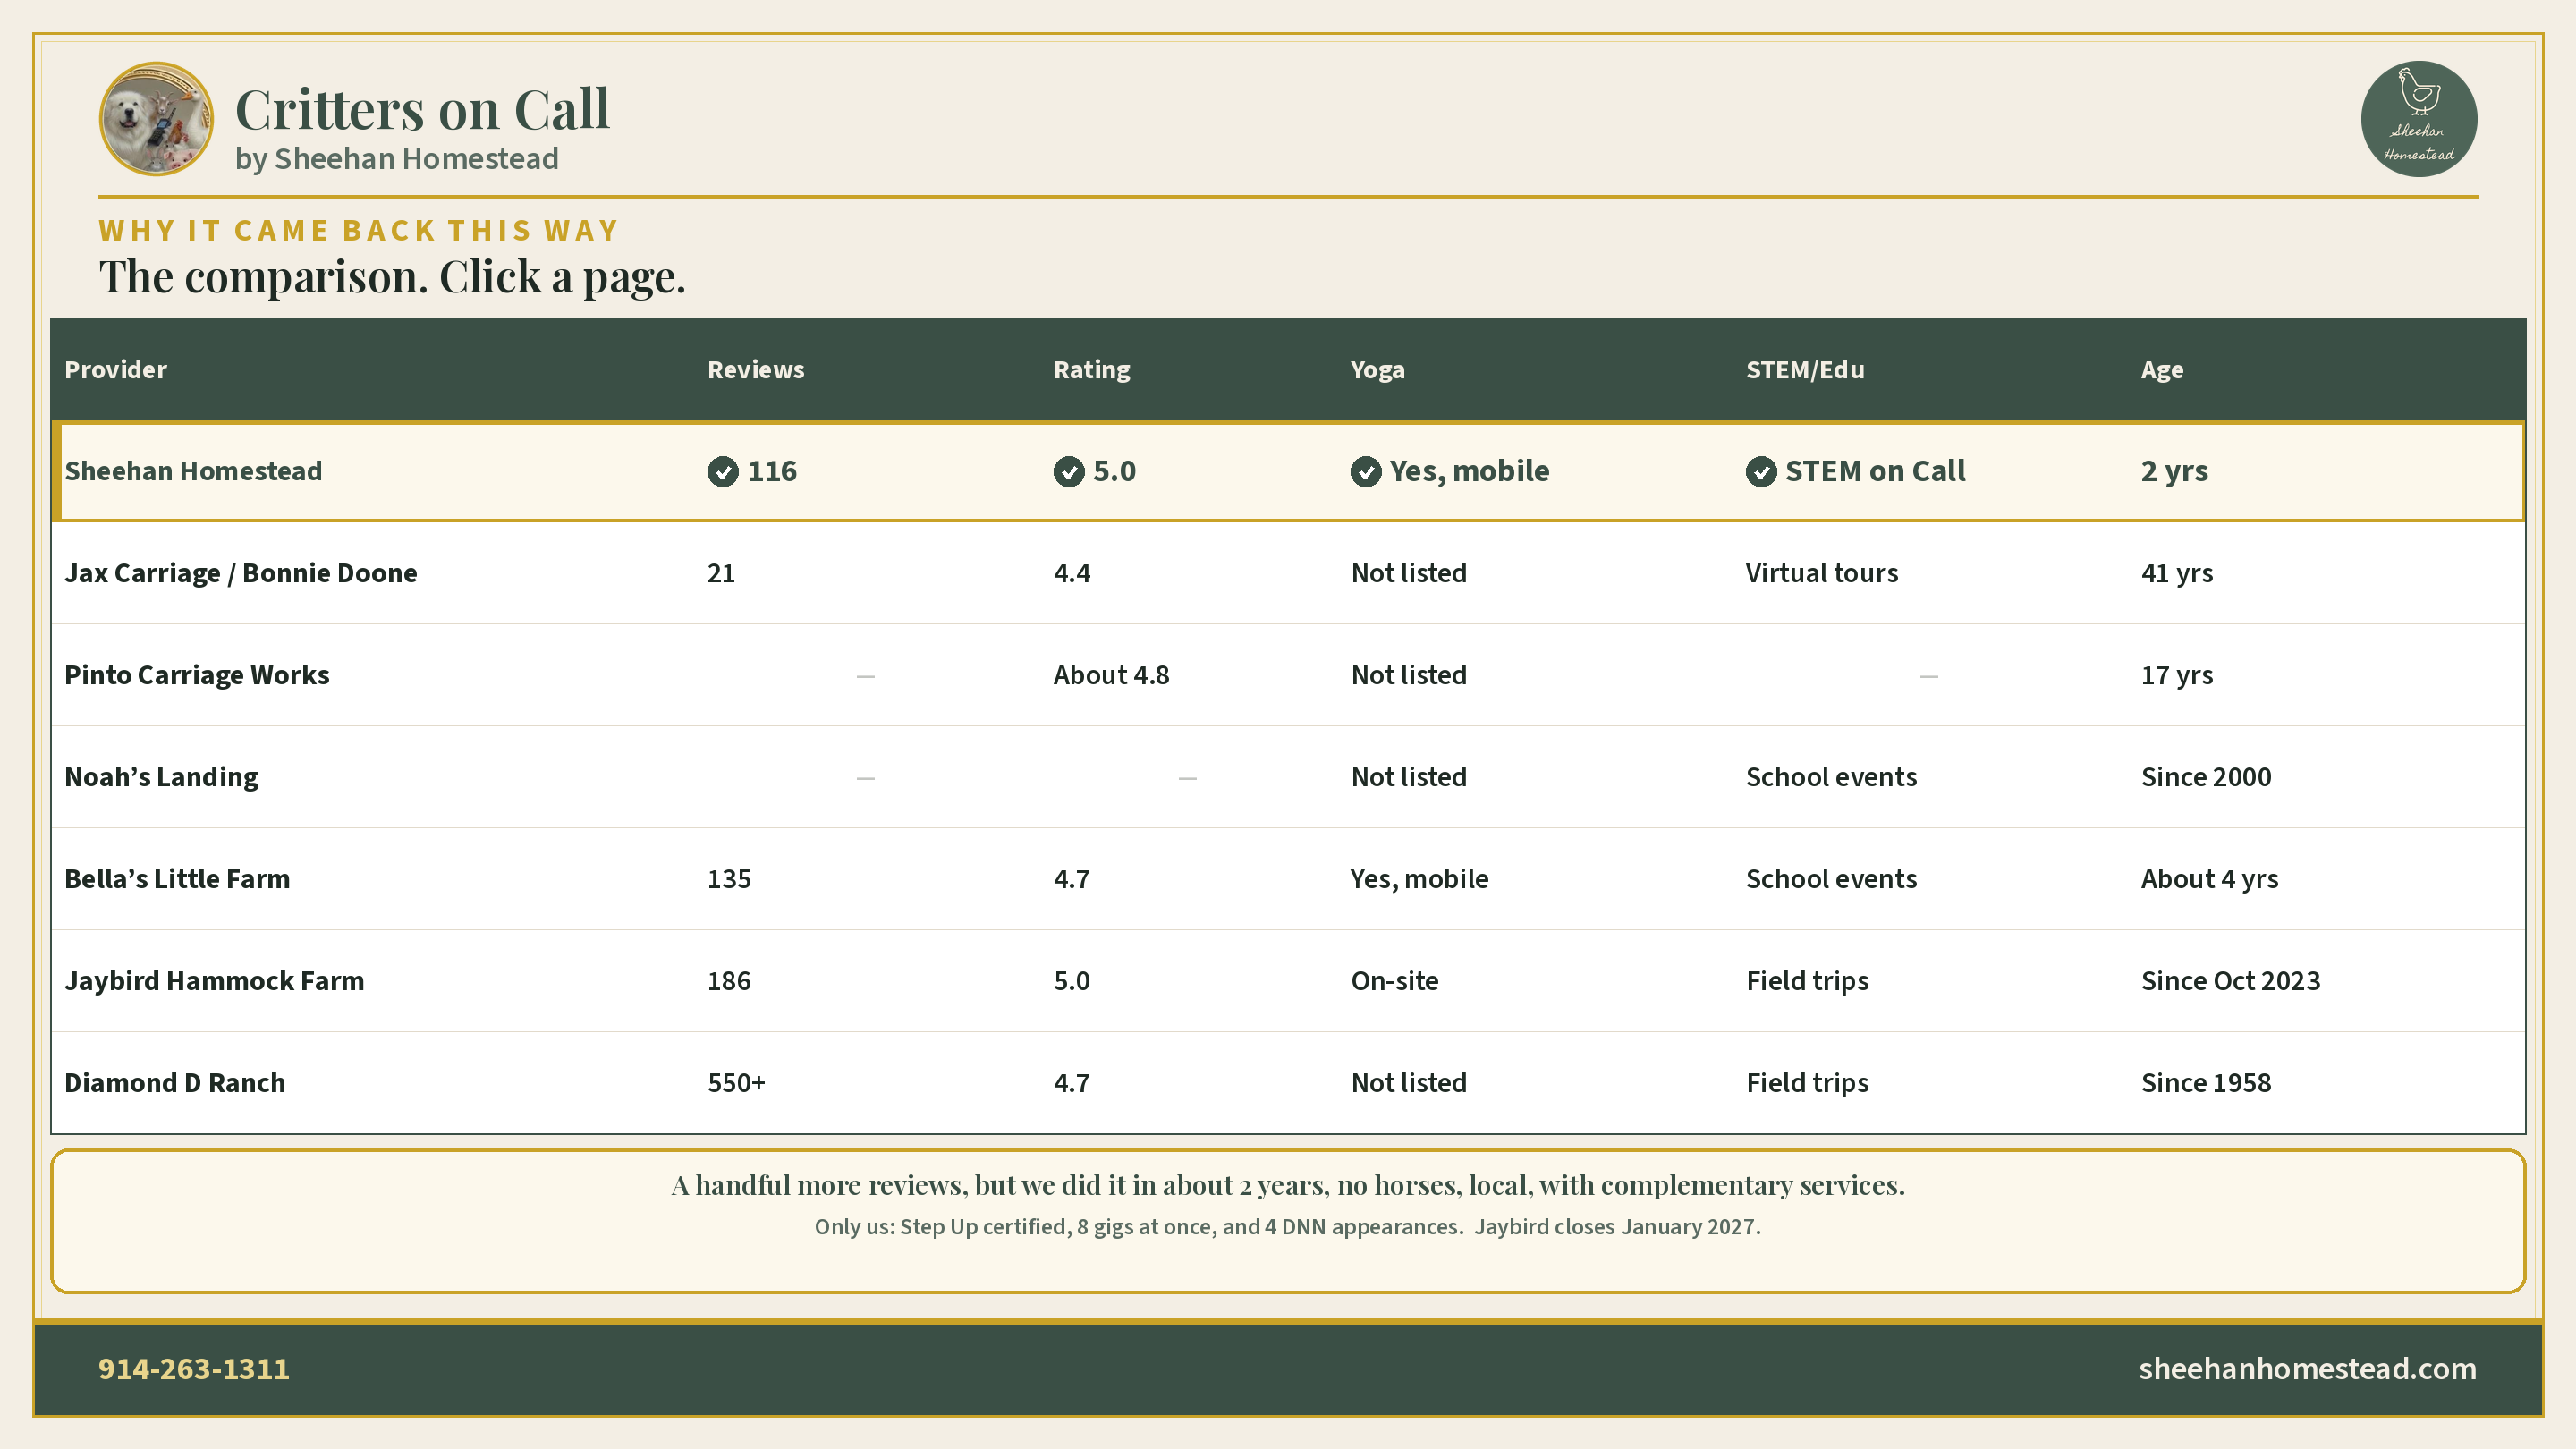 Critters on Call
by Sheehan Homestead
Sheehan
Homestead
WHY IT CAME BACK THIS WAY
The comparison. Click a page.
Provider Reviews Rating Yoga STEM/Edu Age
Sheehan Homestead 116 5.0 Yes, mobile STEM on Call 2 yrs
Jax Carriage / Bonnie Doone 21 4.4 Not listed Virtual tours 41 yrs
Pinto Carriage Works — About 4.8 Not listed — 17 yrs
Noah’s Landing — — Not listed School events Since 2000
Bella’s Little Farm 135 4.7 Yes, mobile School events About 4 yrs
Jaybird Hammock Farm 186 5.0 On-site Field trips Since Oct 2023
Diamond D Ranch 550+ 4.7 Not listed Field trips Since 1958
A handful more reviews, but we did it in about 2 years, no horses, local, with complementary services.
Only us: Step Up certified, 8 gigs at once, and 4 DNN appearances. Jaybird closes January 2027.
914-263-1311 sheehanhomestead.com